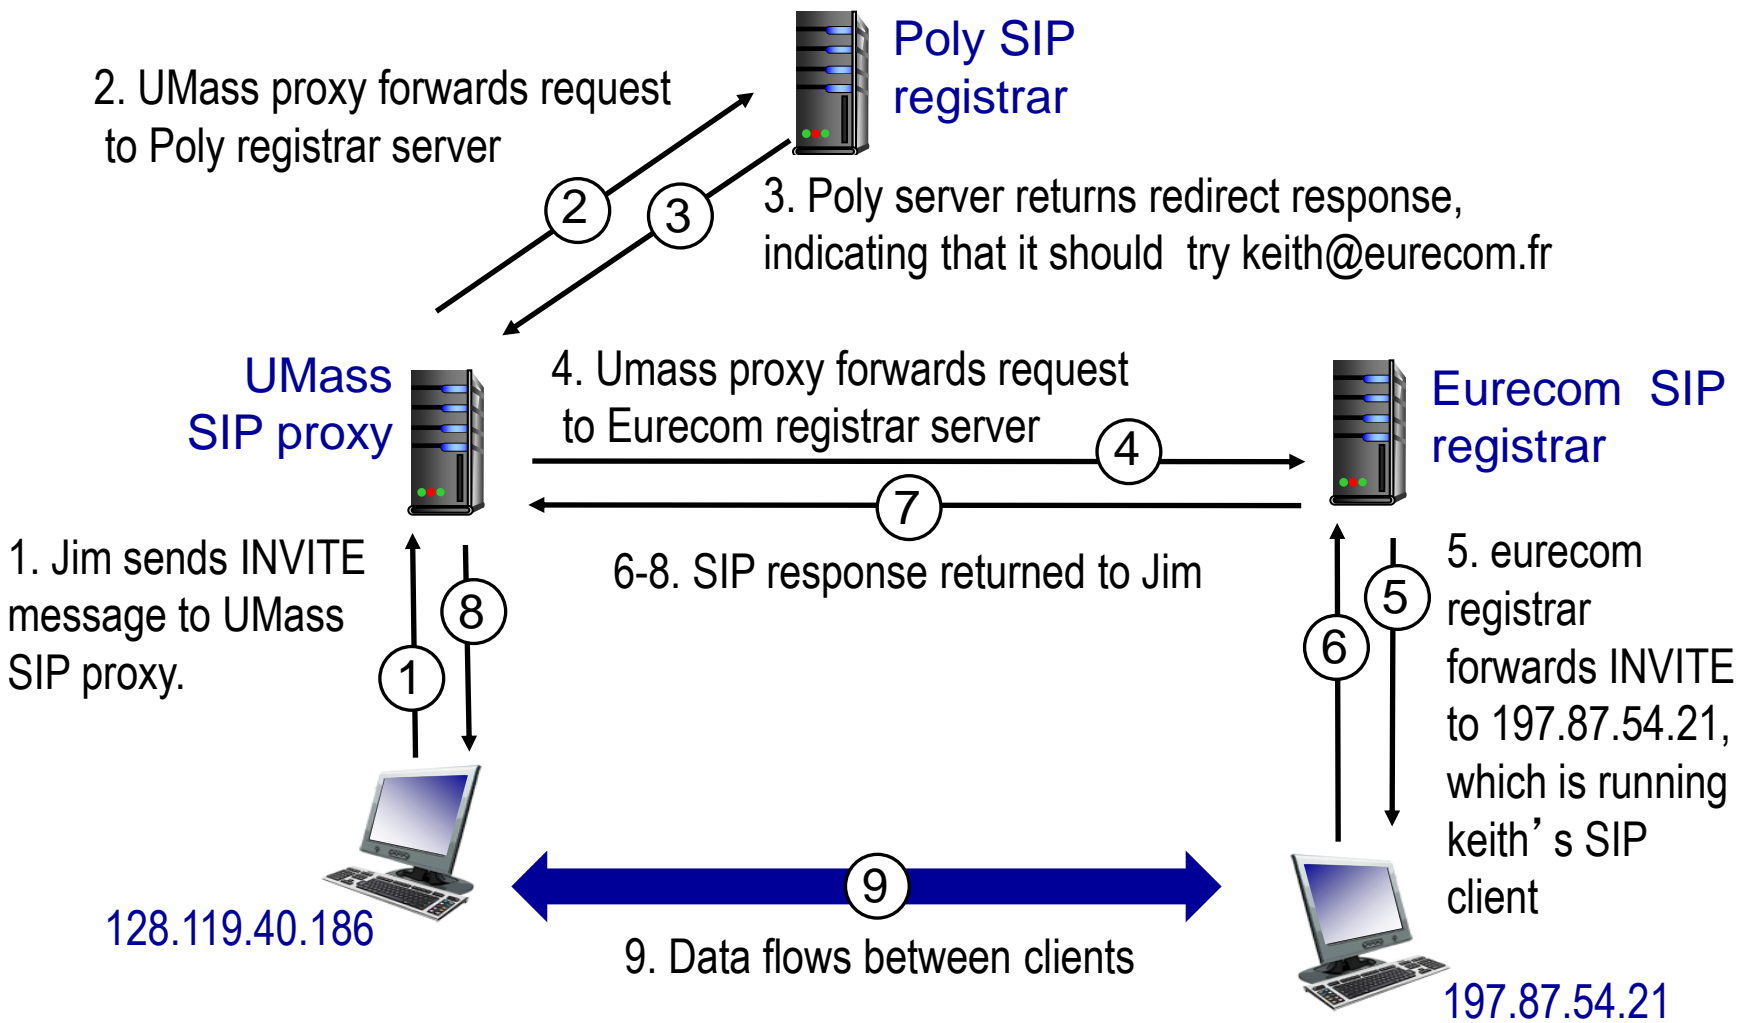 Poly SIP
registrar
2. UMass proxy forwards request
to Poly registrar server
2
3
3. Poly server returns redirect response,
indicating that it should  try keith@eurecom.fr
UMass
SIP proxy
4. Umass proxy forwards request
to Eurecom registrar server
4
Eurecom  SIP
registrar
7
1. Jim sends INVITE
message to UMass
SIP proxy.
8
1
6-8. SIP response returned to Jim
5
6
5. eurecom
registrar
forwards INVITE
to 197.87.54.21,
which is running
keith’ s SIP
client
9
128.119.40.186
9. Data flows between clients
197.87.54.21